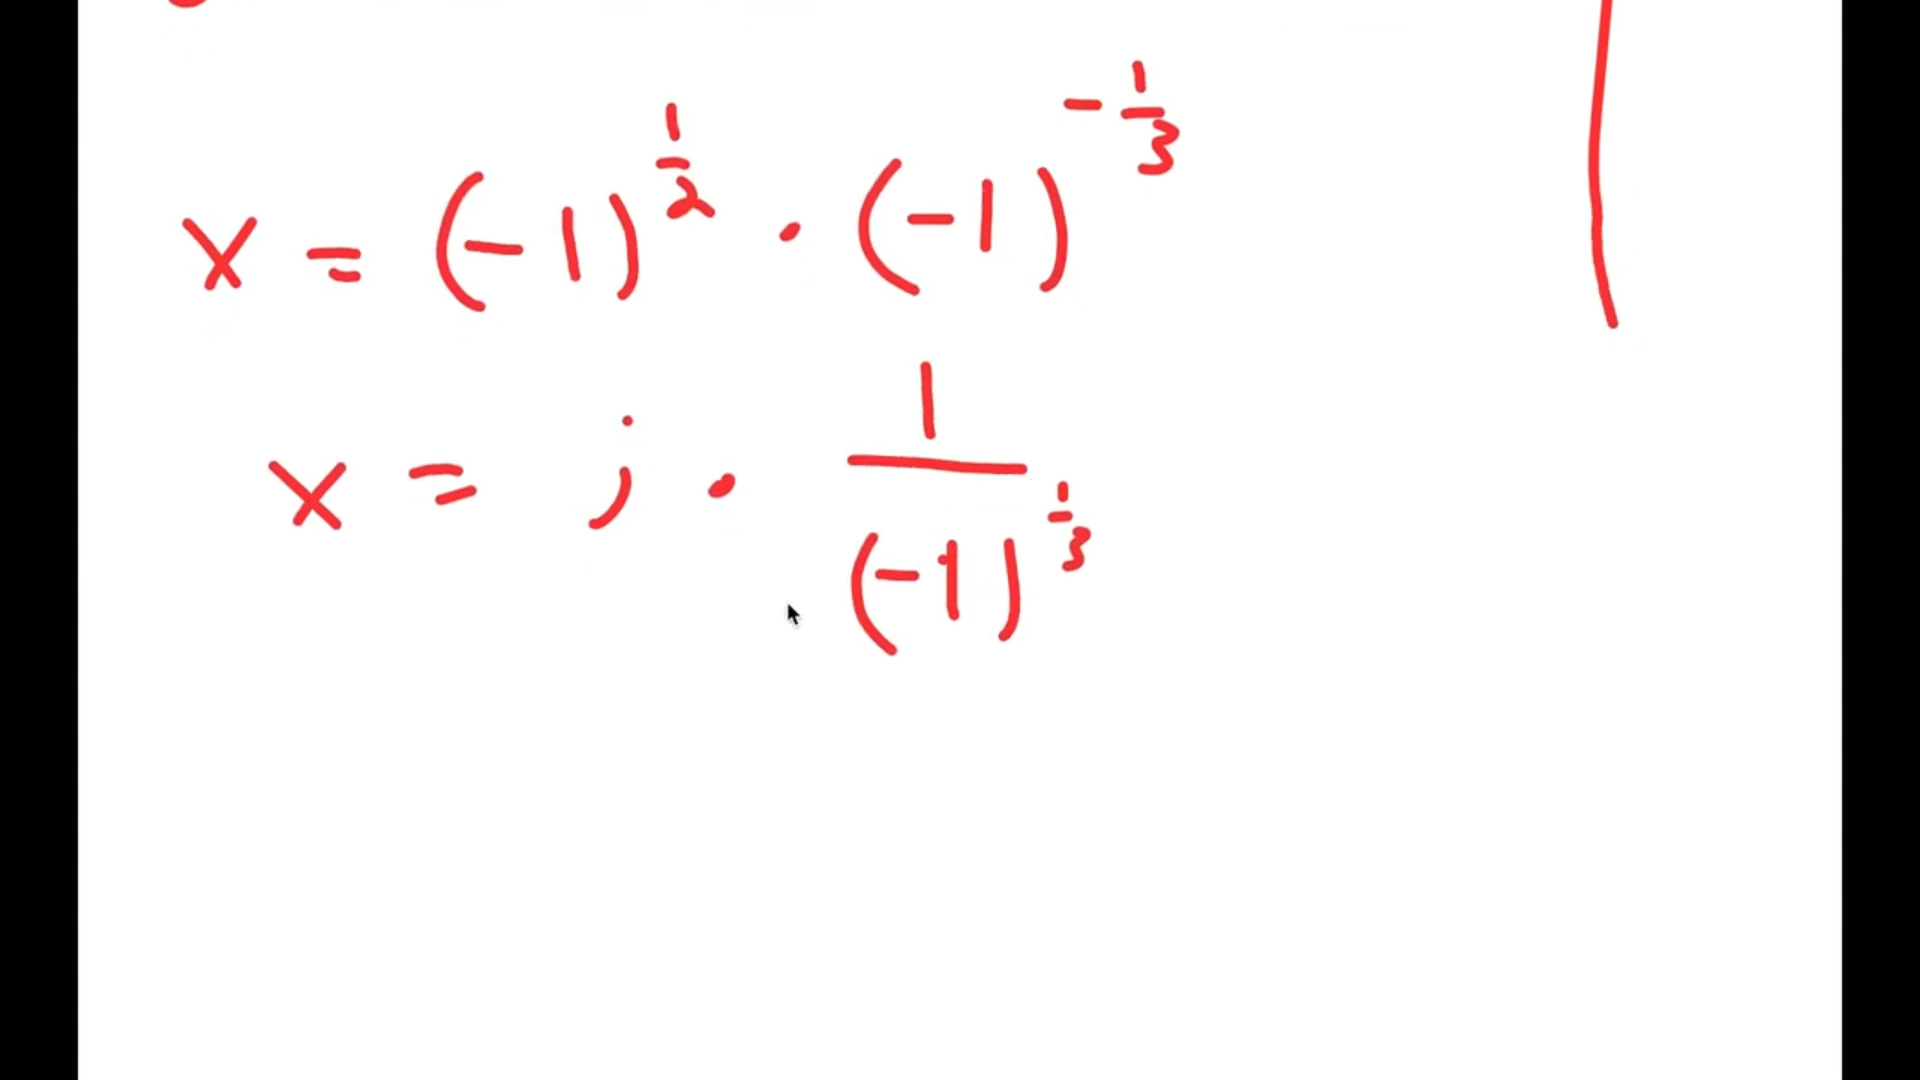 x = (-1)^{1/2} · (-1)^{-1/3}
x = i · 1/(-1)^{1/3}